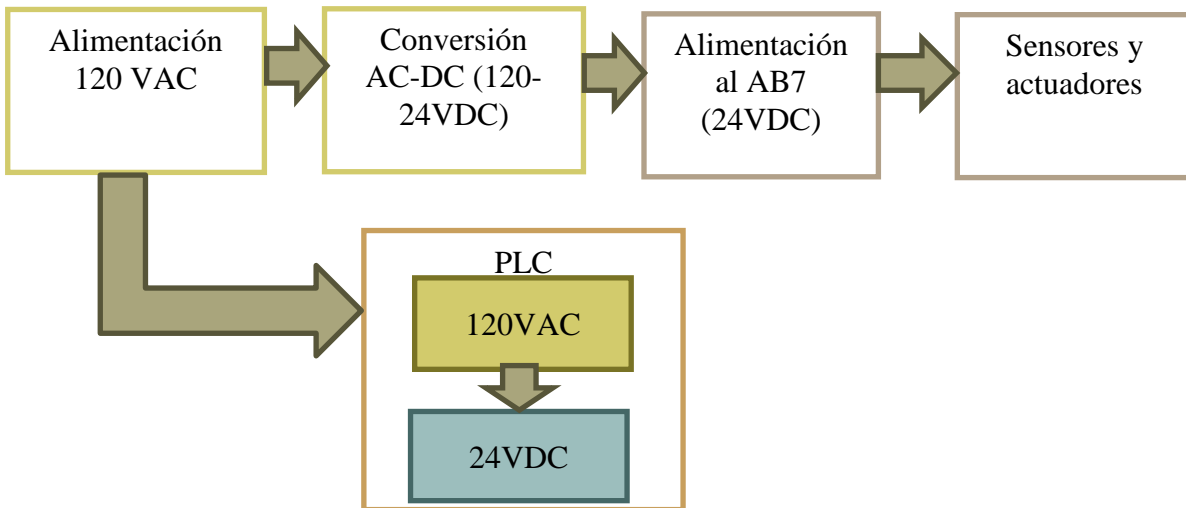 Alimentación
120 VAC
Conversión
AC-DC (120-
24VDC)
Alimentación
al AB7
(24VDC)
Sensores y
actuadores
PLC
120VAC
24VDC